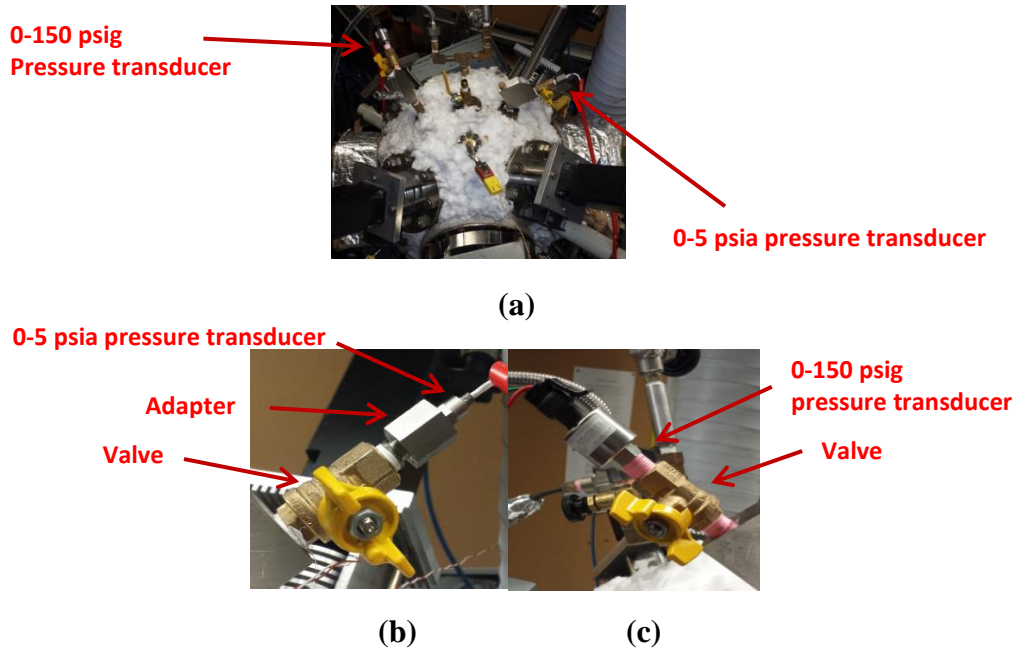 0-150 psig
Pressure transducer
0-5 psia pressure transducer
(a)
0-5 psia pressure transducer
Adapter
Valve
0-150 psig
pressure transducer
Valve
(b)
(c)